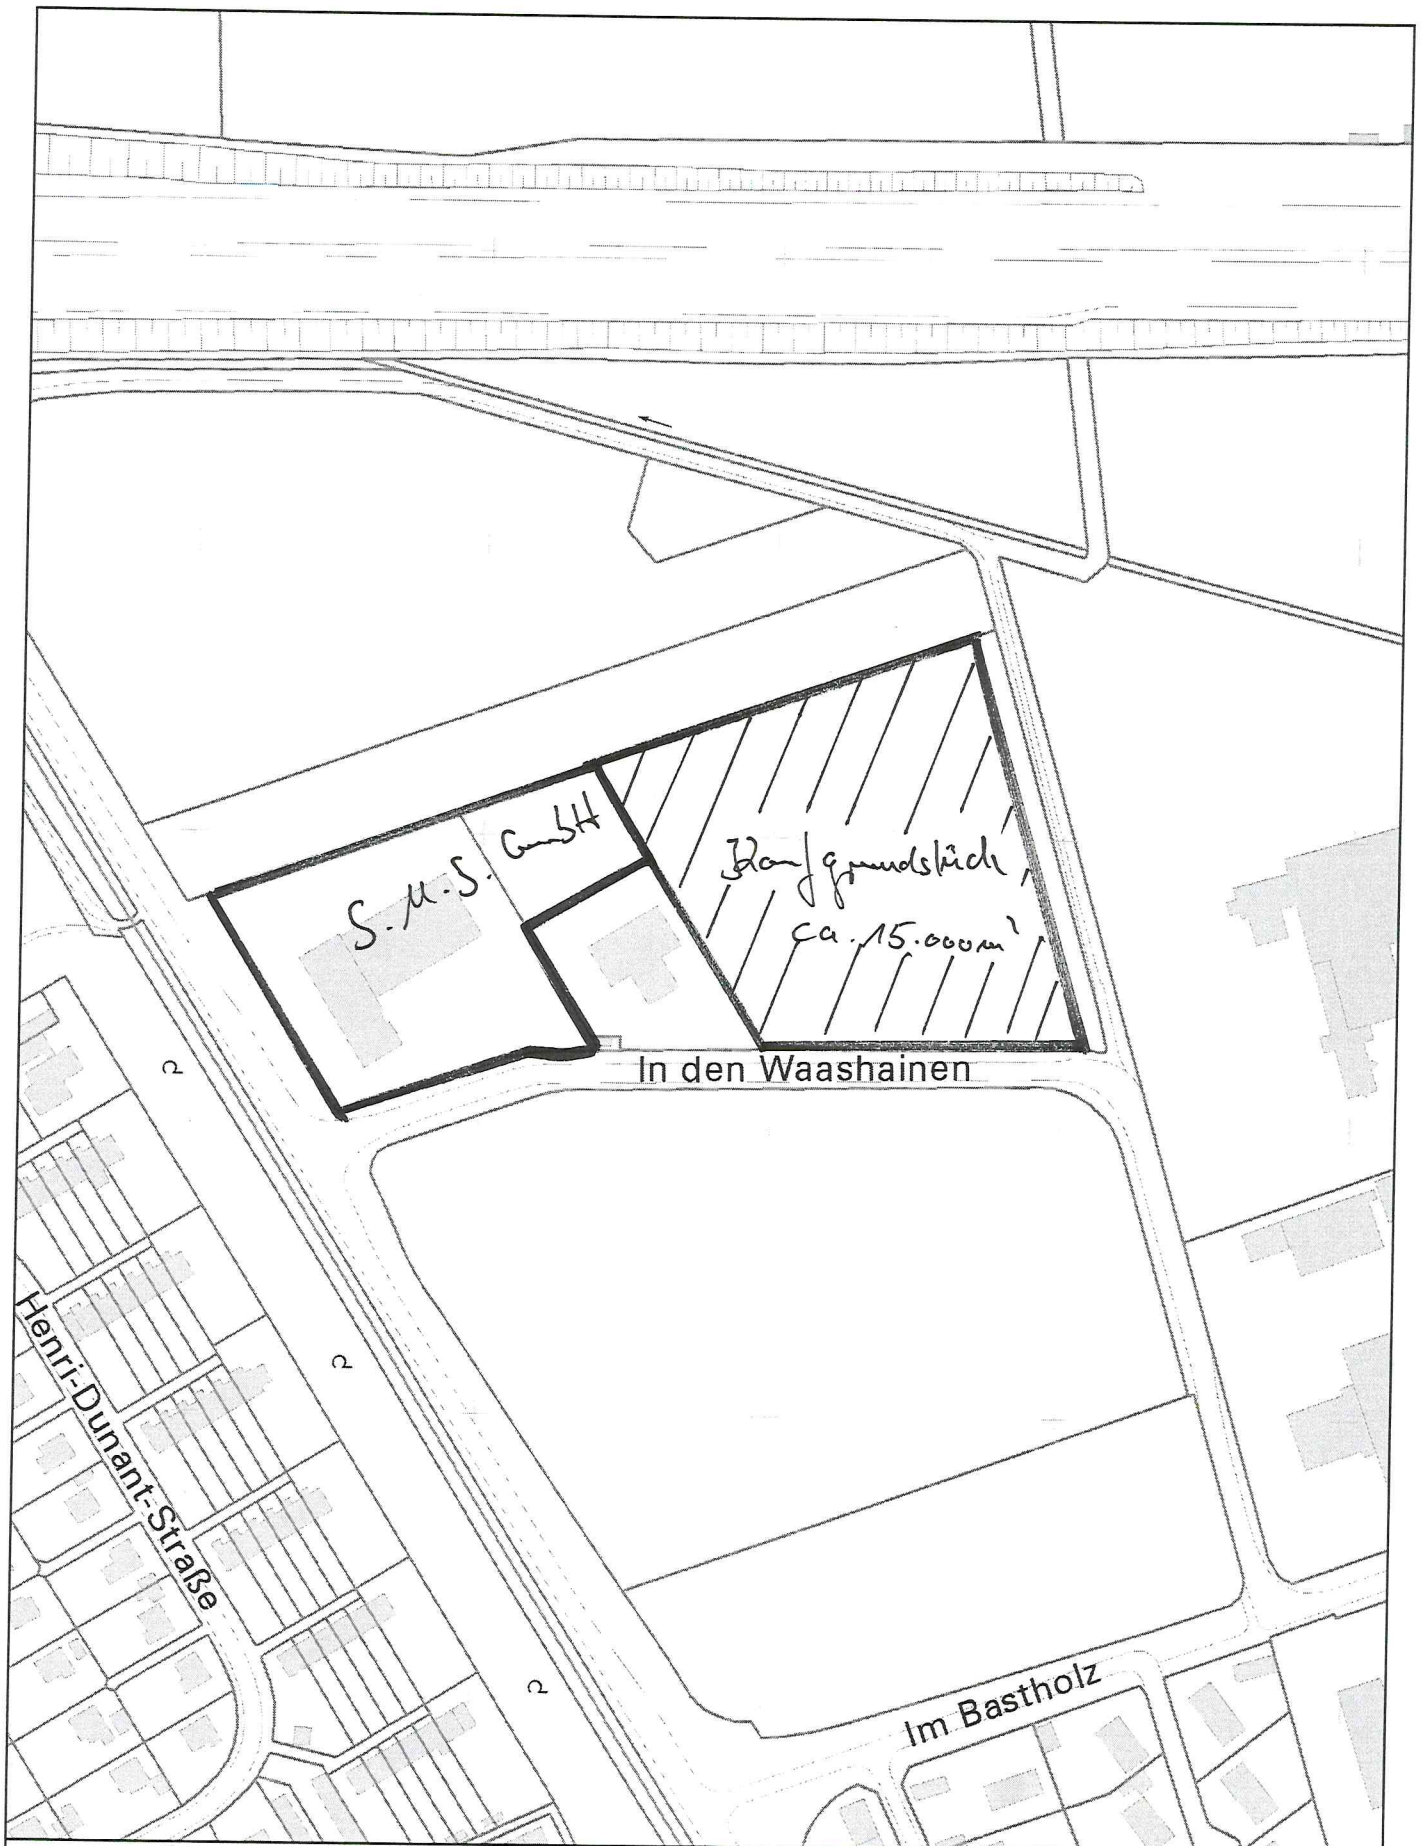 S.M.S. GmbH
Kaufgrundstück
ca. 15.000m²
In den Waashainen
Henri-Dunant-Straße
Im Bastholz